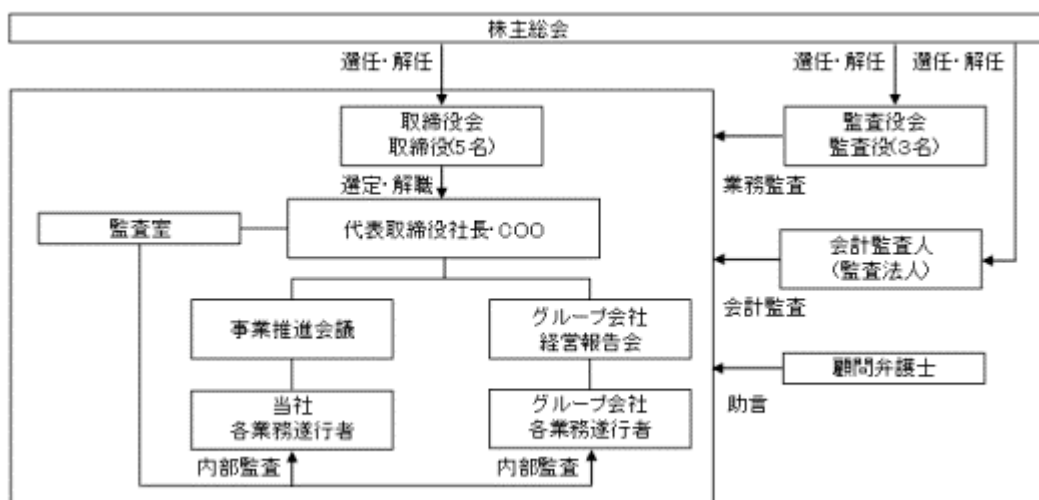 株主総会
選任・解任
選任・解任
選任・解任
取締役会
取締役(5名)
監査役会
監査役(3名)
選定・解職
業務監査
監査室
代表取締役社長・COO
会計監査人
(監査法人)
会計監査
事業推進会議
グループ会社
経営報告会
顧問弁護士
助言
当社
各業務遂行者
グループ会社
各業務遂行者
内部監査
内部監査